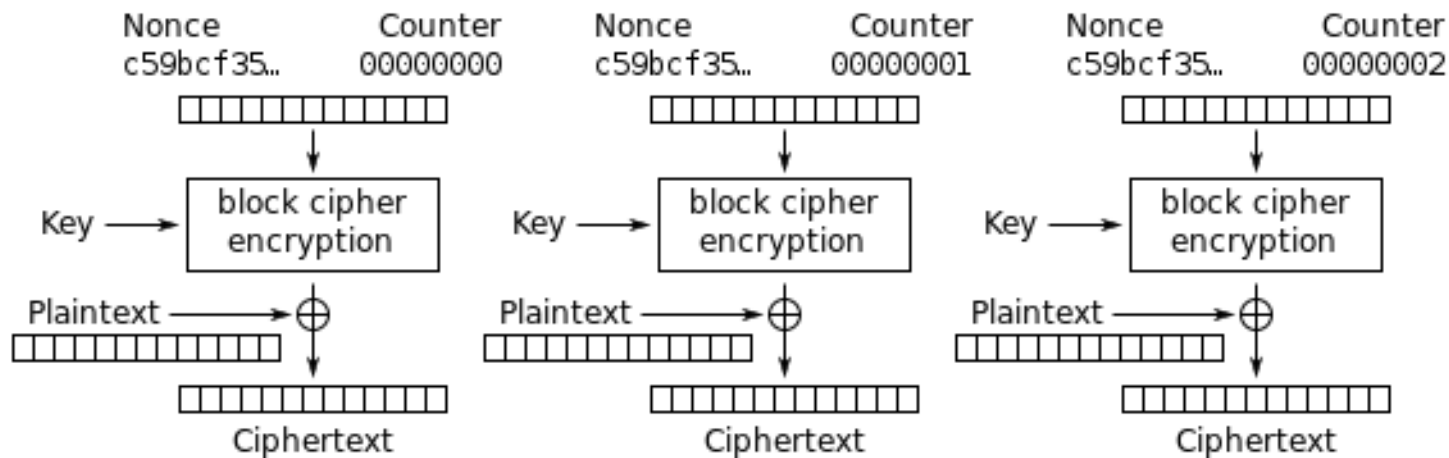 Nonce Counter Nonce Counter Nonce Counter
c59bcf35… 00000000 c59bcf35… 00000001 c59bcf35… 00000002
block cipher block cipher block cipher
Key Key Key
encryption encryption encryption
Plaintext Plaintext Plaintext
Ciphertext Ciphertext Ciphertext